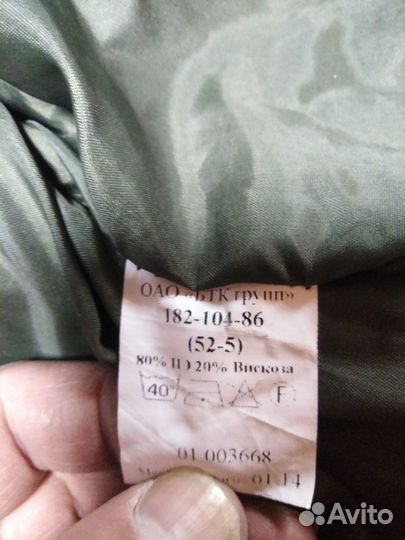 ОАО «БТК групп»
182-104-86
(52-5)
80% ПЭ 20% Вискоза
40° F
01 003668
01.14
Avito